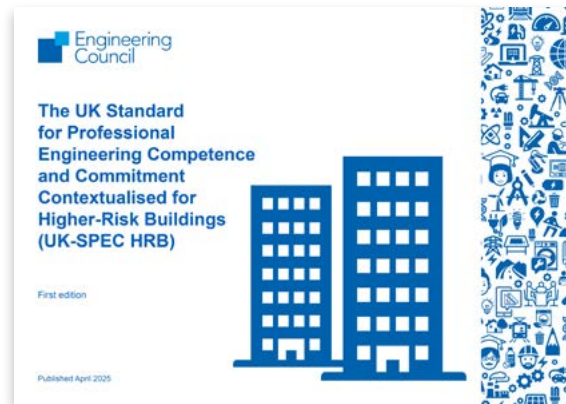 Engineering
Council
The UK Standard
for Professional
Engineering Competence
and Commitment
Contextualised for
Higher-Risk Buildings
(UK-SPEC HRB)
First edition
Published April 2025